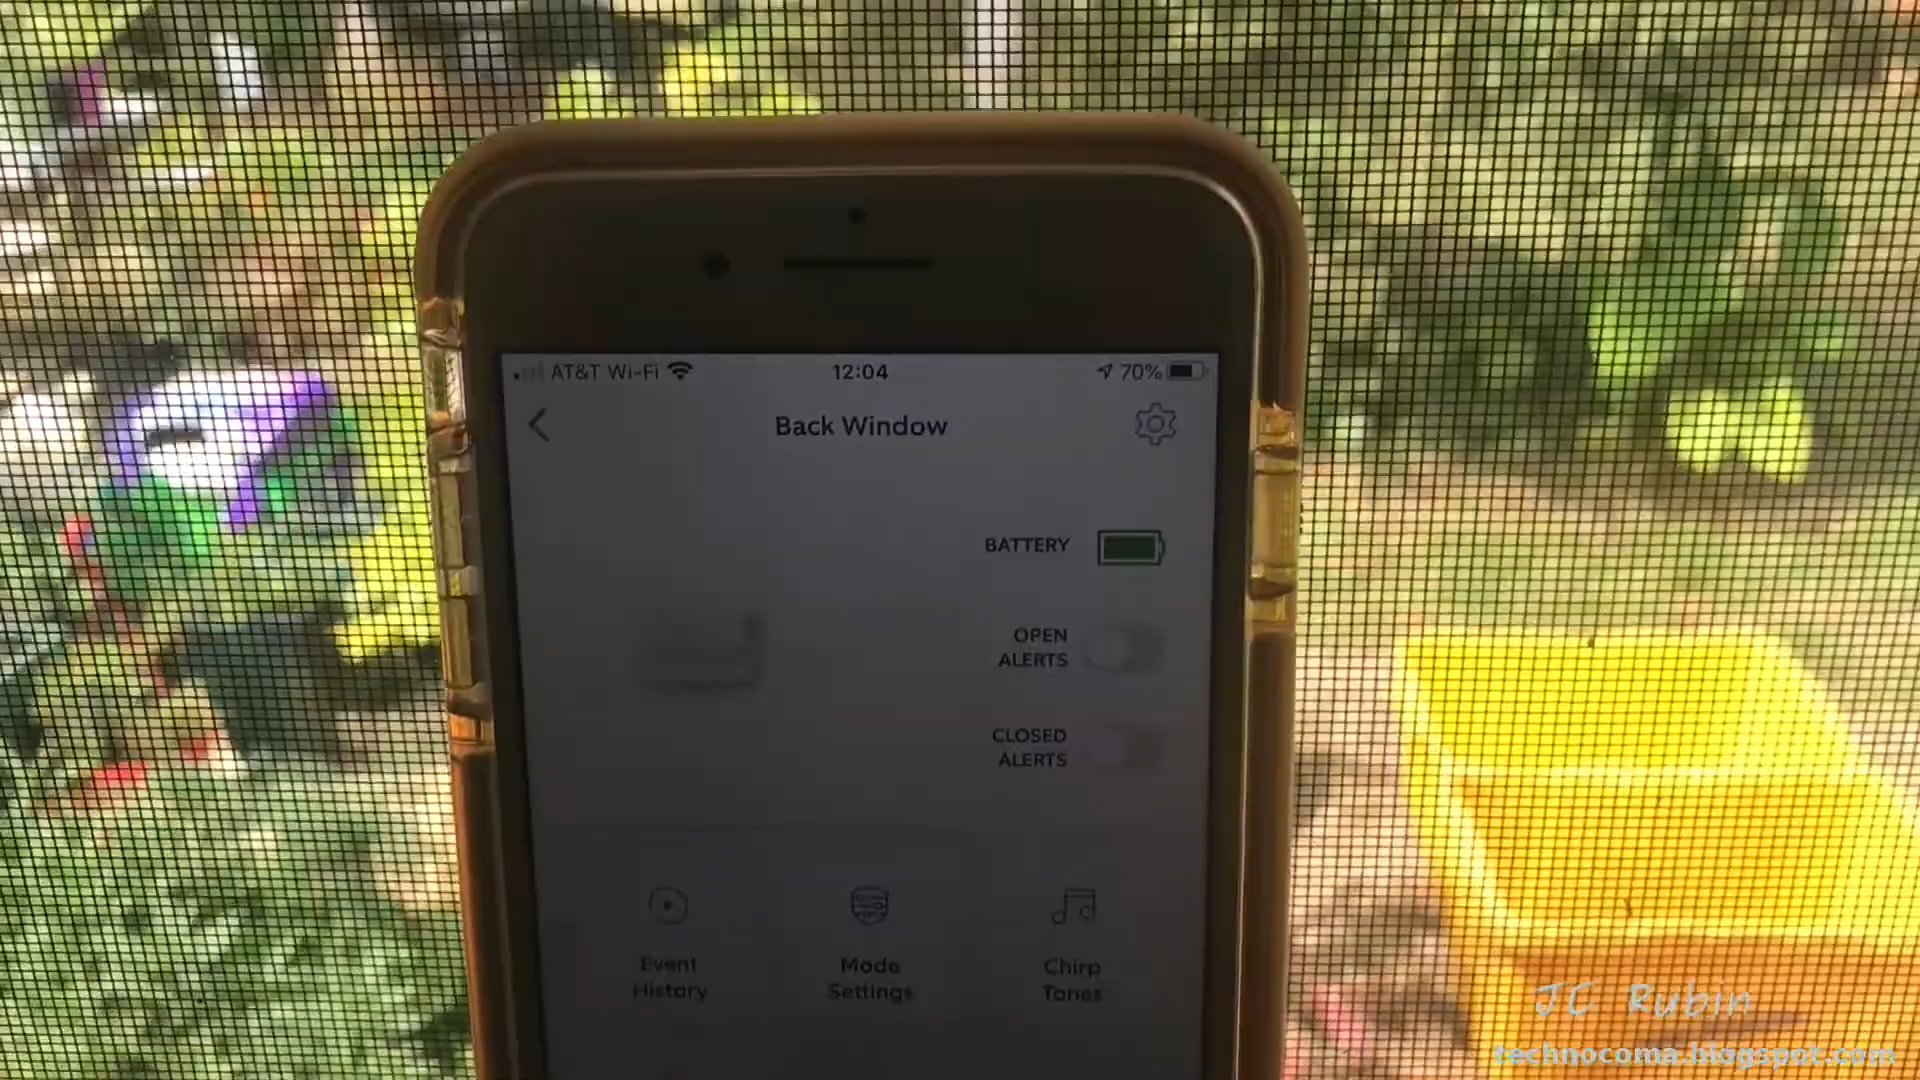 AT&T Wi-Fi 12:04 70%
Back Window
BATTERY
OPEN
ALERTS
CLOSED
ALERTS
Event
History
Mode
Settings
Chirp
Tones
JC Rubin
technocoma.blogspot.com